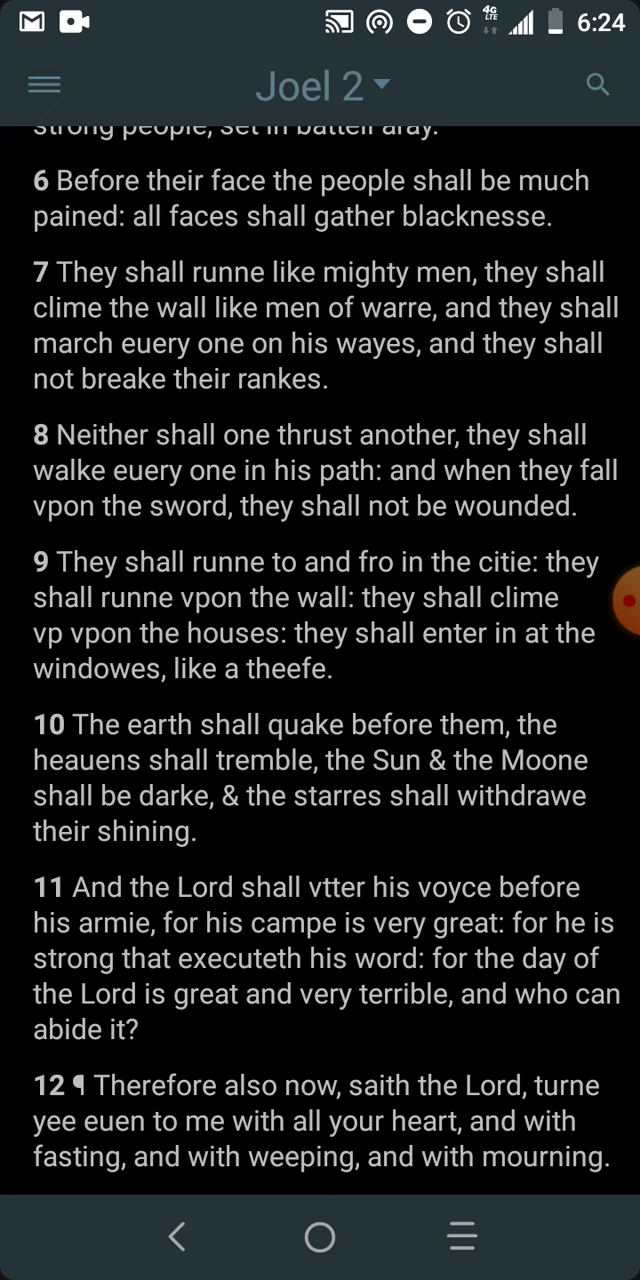 4G
LTE
6:24
Joel 2
strong people, set in battell aray.
6 Before their face the people shall be much
pained: all faces shall gather blacknesse.
7 They shall runne like mighty men, they shall
clime the wall like men of warre, and they shall
march euery one on his wayes, and they shall
not breake their rankes.
8 Neither shall one thrust another, they shall
walke euery one in his path: and when they fall
vpon the sword, they shall not be wounded.
9 They shall runne to and fro in the citie: they
shall runne vpon the wall: they shall clime
vp vpon the houses: they shall enter in at the
windowes, like a theefe.
10 The earth shall quake before them, the
heauens shall tremble, the Sun & the Moone
shall be darke, & the starres shall withdrawe
their shining.
11 And the Lord shall vtter his voyce before
his armie, for his campe is very great: for he is
strong that executeth his word: for the day of
the Lord is great and very terrible, and who can
abide it?
12 ¶ Therefore also now, saith the Lord, turne
yee euen to me with all your heart, and with
fasting, and with weeping, and with mourning.